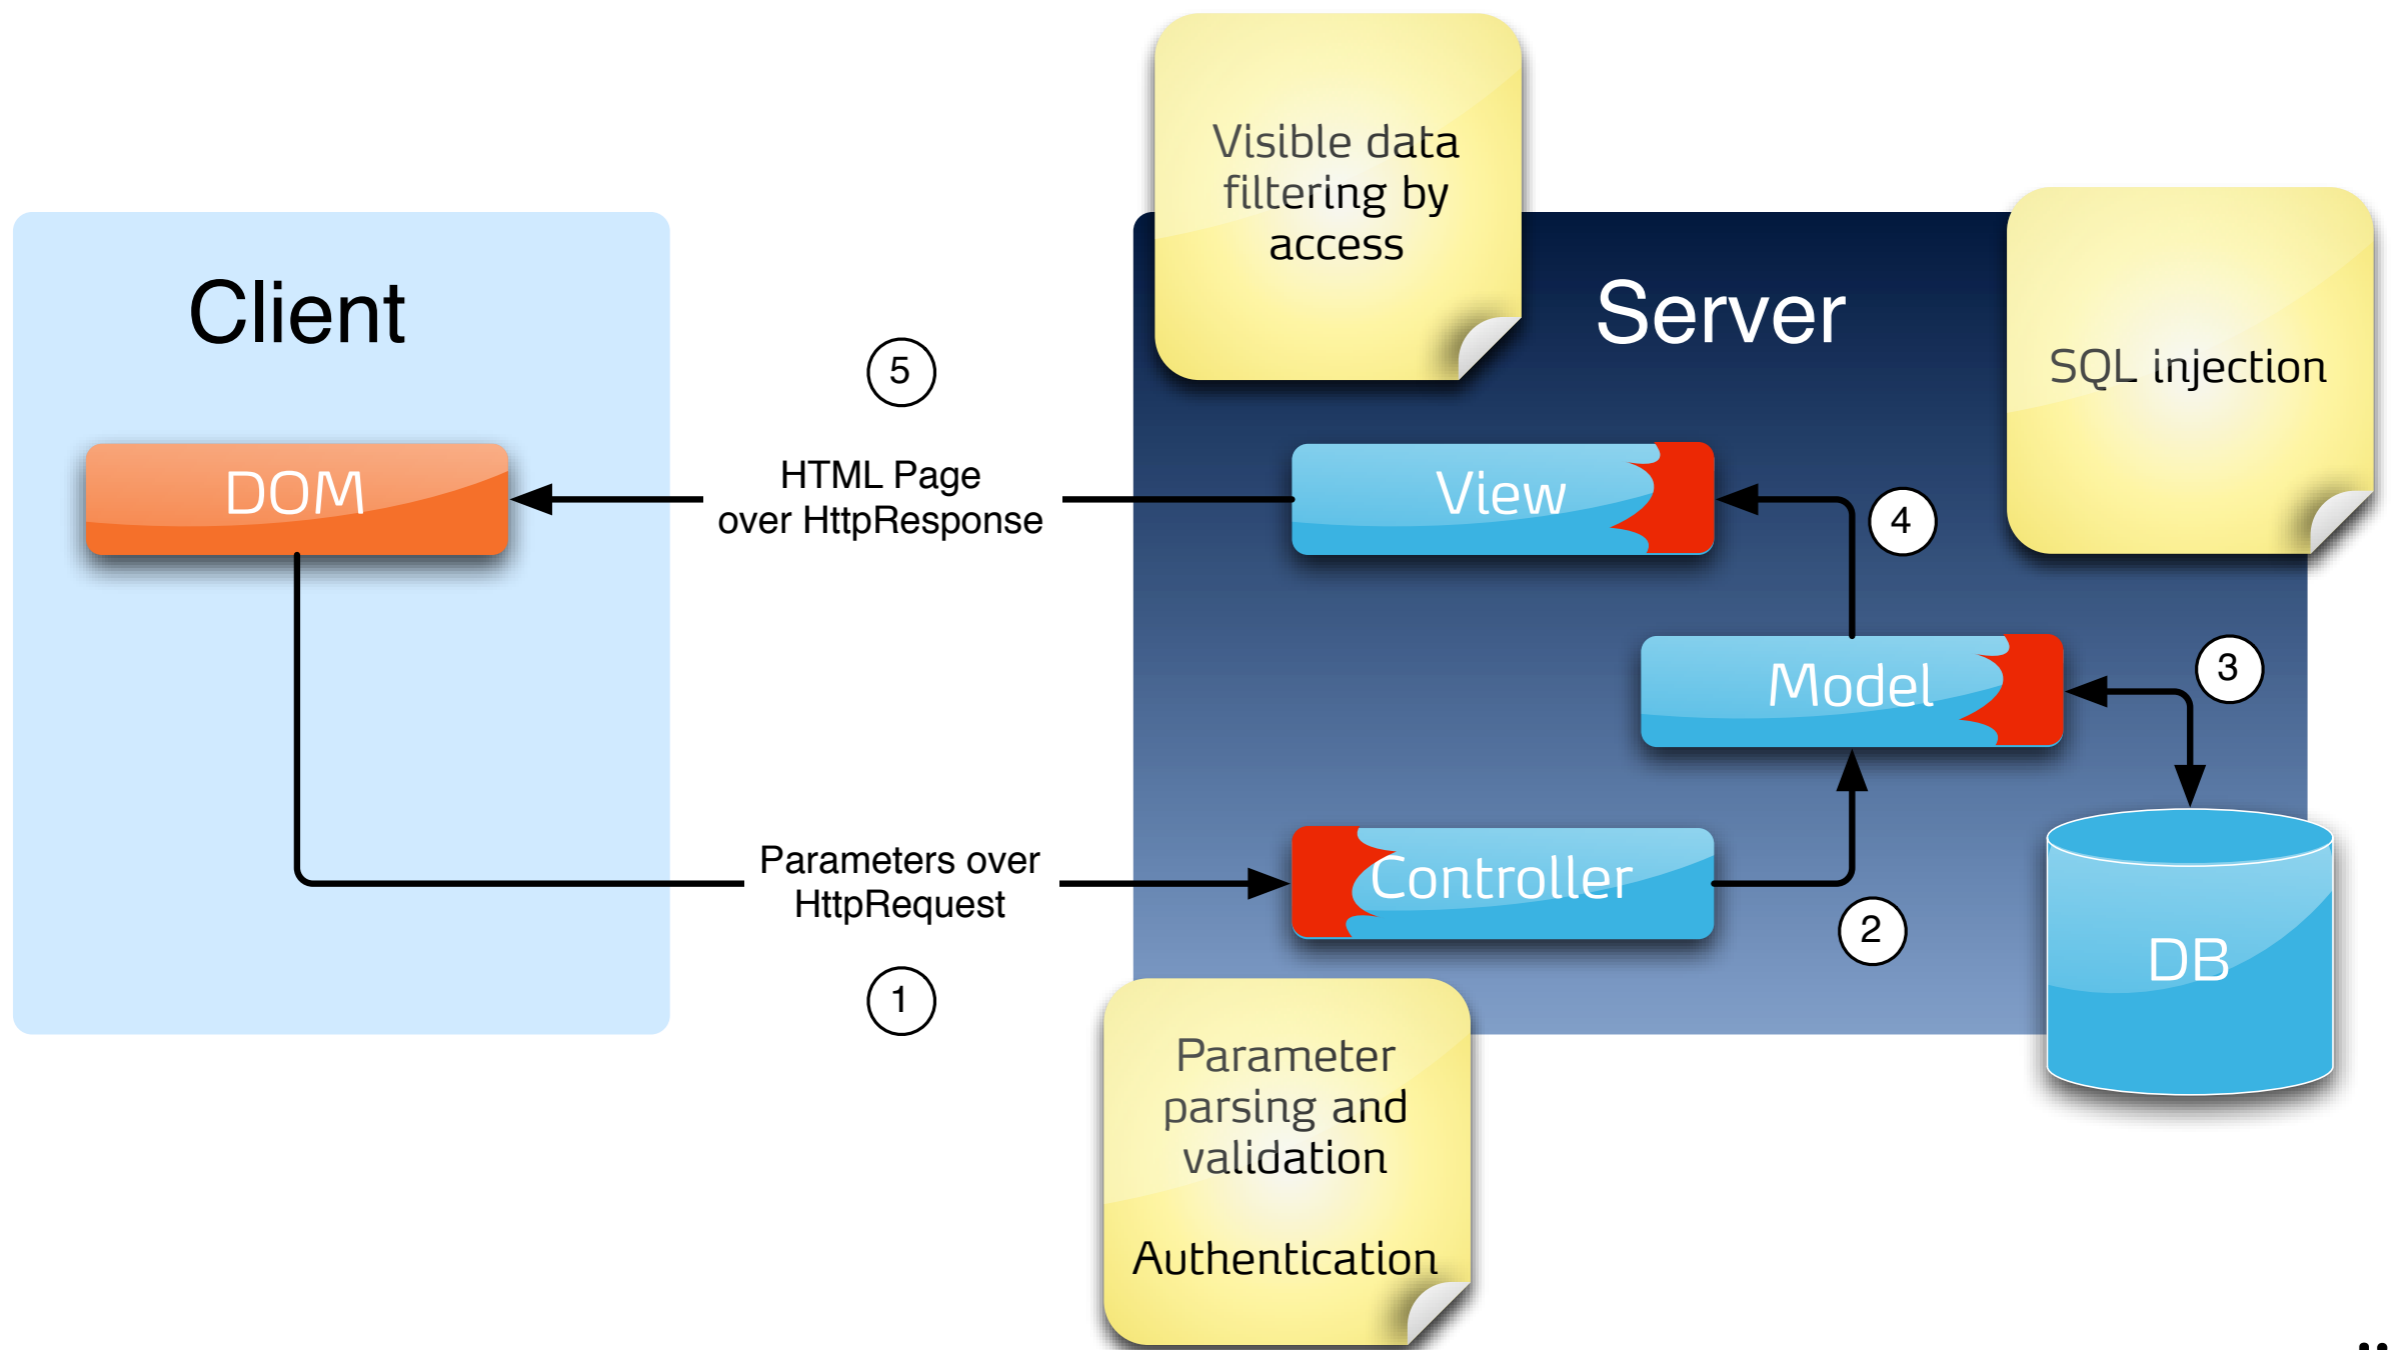 Visible data
filtering by
access
Client
Server
SQL injection
5
DOM
HTML Page
over HttpResponse
View
4
Model
3
Parameters over
HttpRequest
Controller
2
DB
1
Parameter
parsing and
validation
Authentication